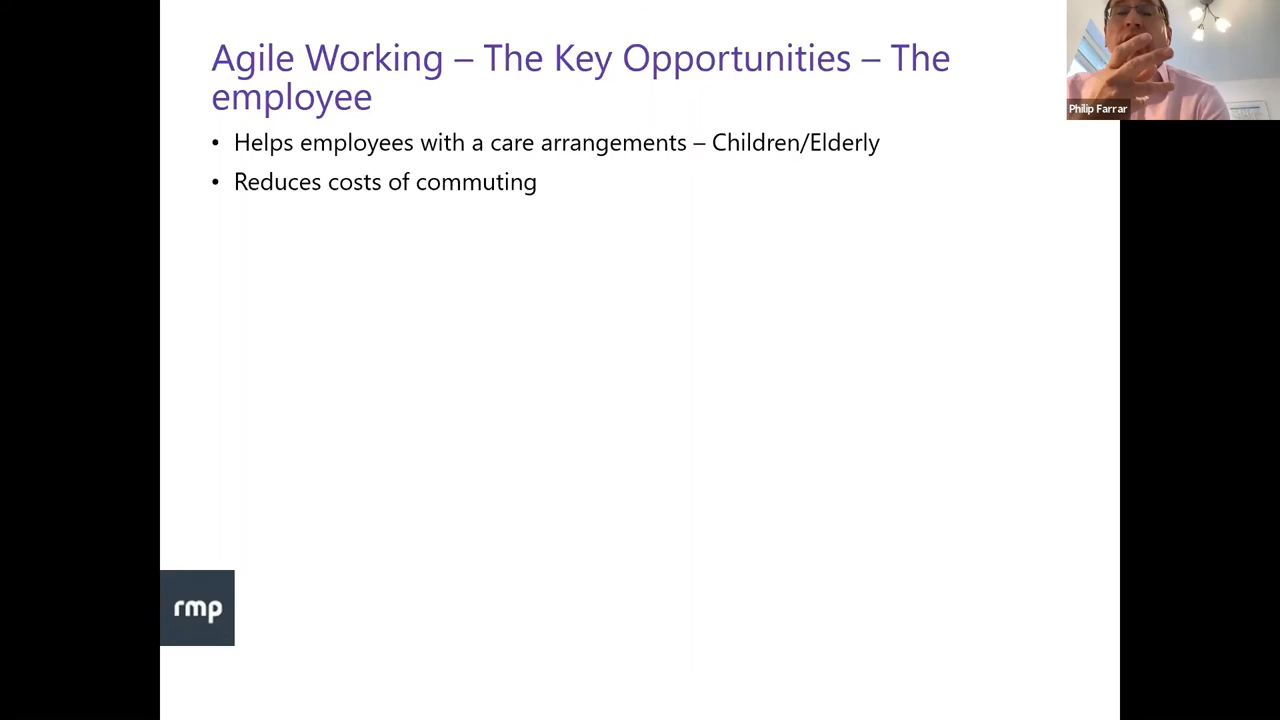 Agile Working – The Key Opportunities – The
employee
• Helps employees with a care arrangements – Children/Elderly
• Reduces costs of commuting
Philip Farrar
rmp